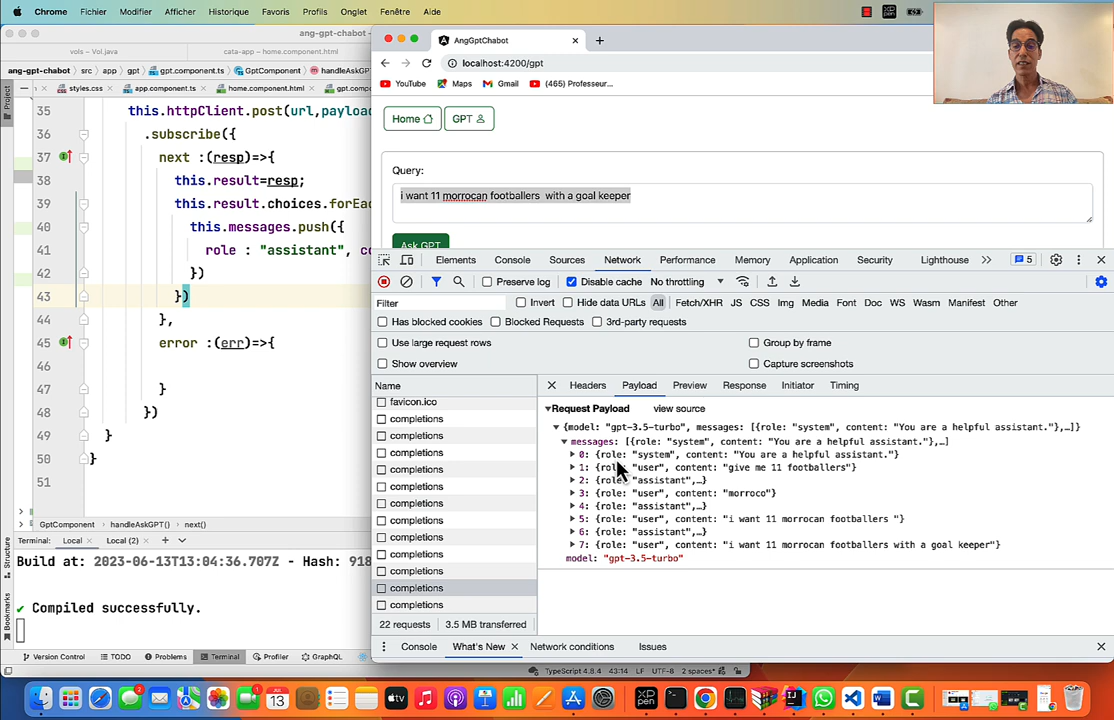 Chrome Fichier Modifier Afficher Historique Favoris Profils Onglet Fenêtre Aide
ang-gpt-chabot
vols – Vol.java
cata-app – home.component.html
ang-gpt-chabot src app gpt gpt.component.ts GptComponent handleAskGPT
styles.css app.component.ts home.component.html gpt.com
Project
35 this.httpClient.post(url,payload
36 .subscribe({
37 next :(resp)=>{
38 this.result=resp;
39 this.result.choices.forEac
40 this.messages.push({
41 role : "assistant", co
42 })
43 })
44 },
45 error :(err)=>{
46
47 }
48 })
49 }
50 }
51
GptComponent handleAskGPT() next()
Structure
Bookmarks
Terminal: Local Local (2)
Build at: 2023-06-13T13:04:36.707Z - Hash: 918
✔ Compiled successfully.
Version Control TODO Problems Terminal Profiler GraphQL
TypeScript 4.8.4 43:14 LF UTF-8 2 spaces*
AngGptChabot
localhost:4200/gpt
YouTube Maps Gmail (465) Professeur...
Home GPT
Query:
i want 11 morrocan footballers with a goal keeper
Ask GPT
Elements Console Sources Network Performance Memory Application Security Lighthouse 5
Preserve log Disable cache No throttling
Filter Invert Hide data URLs All Fetch/XHR JS CSS Img Media Font Doc WS Wasm Manifest Other
Has blocked cookies Blocked Requests 3rd-party requests
Use large request rows Group by frame
Show overview Capture screenshots
Name Headers Payload Preview Response Initiator Timing
favicon.ico
completions
completions
completions
completions
completions
completions
completions
completions
completions
completions
completions
completions
22 requests 3.5 MB transferred
Request Payload view source
{model: "gpt-3.5-turbo", messages: [{role: "system", content: "You are a helpful assistant."},…]}
messages: [{role: "system", content: "You are a helpful assistant."},…]
0: {role: "system", content: "You are a helpful assistant."}
1: {role: "user", content: "give me 11 footballers"}
2: {role: "assistant",…}
3: {role: "user", content: "morroco"}
4: {role: "assistant",…}
5: {role: "user", content: "i want 11 morrocan footballers "}
6: {role: "assistant",…}
7: {role: "user", content: "i want 11 morrocan footballers with a goal keeper"}
model: "gpt-3.5-turbo"
Console What's New Network conditions Issues